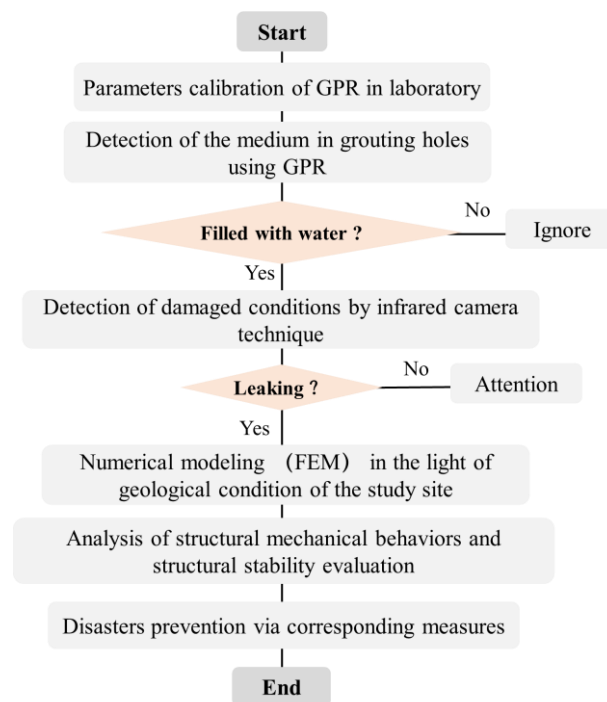 Start
Parameters calibration of GPR in laboratory
Detection of the medium in grouting holes
using GPR
Filled with water ?
No
Ignore
Yes
Detection of damaged conditions by infrared camera
technique
Leaking ?
No
Attention
Yes
Numerical modeling （FEM） in the light of
geological condition of the study site
Analysis of structural mechanical behaviors and
structural stability evaluation
Disasters prevention via corresponding measures
End